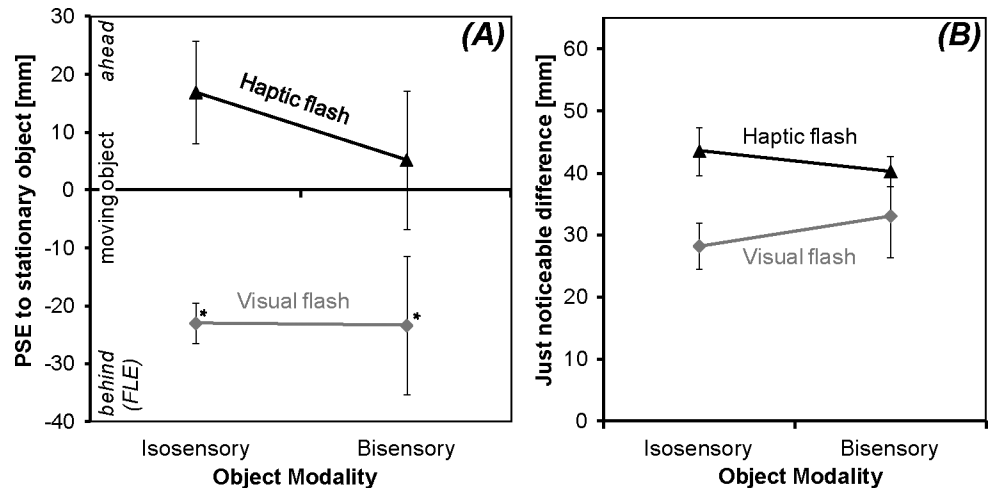 (A)
PSE to stationary object [mm]
30
20
10
0
-10
-20
-30
-40
ahead
moving object
behind
(FLE)
Haptic flash
Visual flash
*
*
Isosensory
Bisensory
Object Modality
(B)
Just noticeable difference [mm]
60
50
40
30
20
10
0
Haptic flash
Visual flash
Isosensory
Bisensory
Object Modality